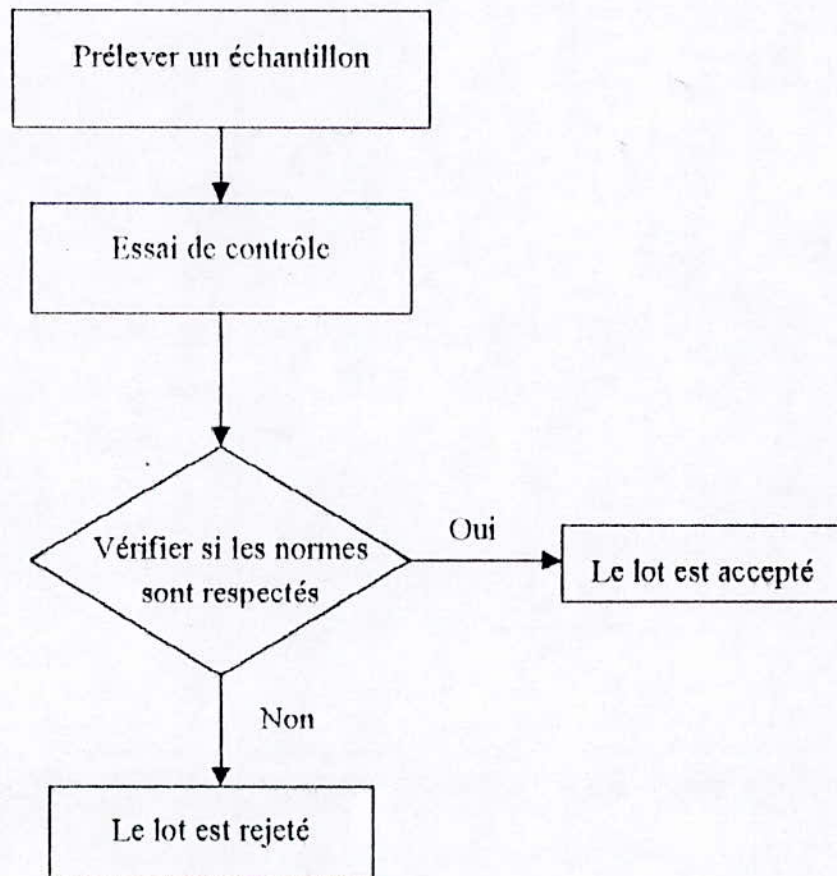 Prélever un échantillon
Essai de contrôle
Vérifier si les normes
sont respectés
Oui
Le lot est accepté
Non
Le lot est rejeté